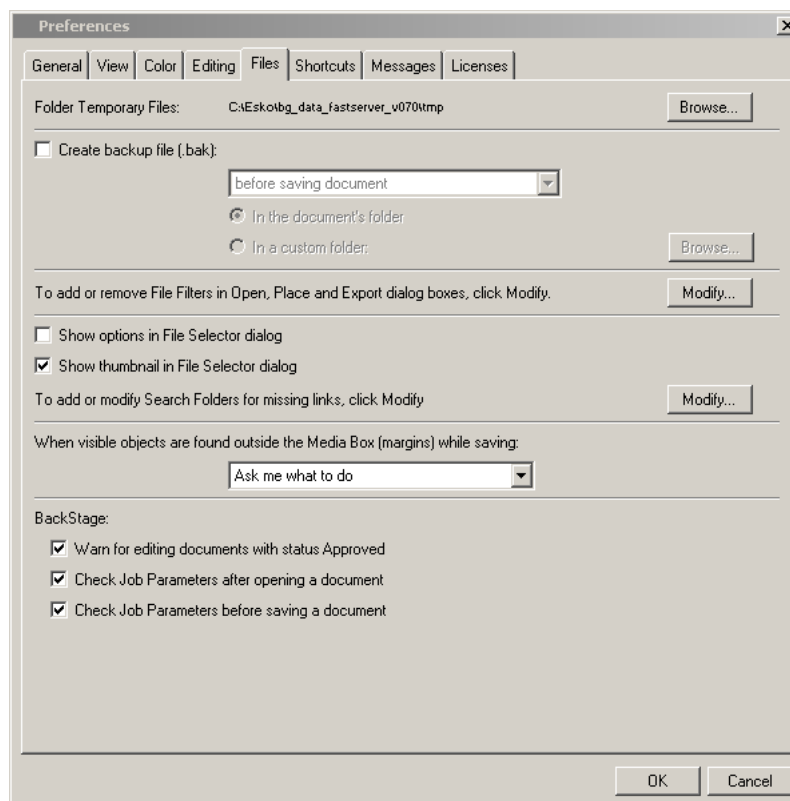 Preferences
General View Color Editing Files Shortcuts Messages Licenses
Folder Temporary Files: C:\Esko\bg_data_fastserver_v070\tmp Browse...
Create backup file (.bak):
before saving document
In the document's folder
In a custom folder: Browse...
To add or remove File Filters in Open, Place and Export dialog boxes, click Modify. Modify...
Show options in File Selector dialog
Show thumbnail in File Selector dialog
To add or modify Search Folders for missing links, click Modify Modify...
When visible objects are found outside the Media Box (margins) while saving:
Ask me what to do
BackStage:
Warn for editing documents with status Approved
Check Job Parameters after opening a document
Check Job Parameters before saving a document
OK Cancel